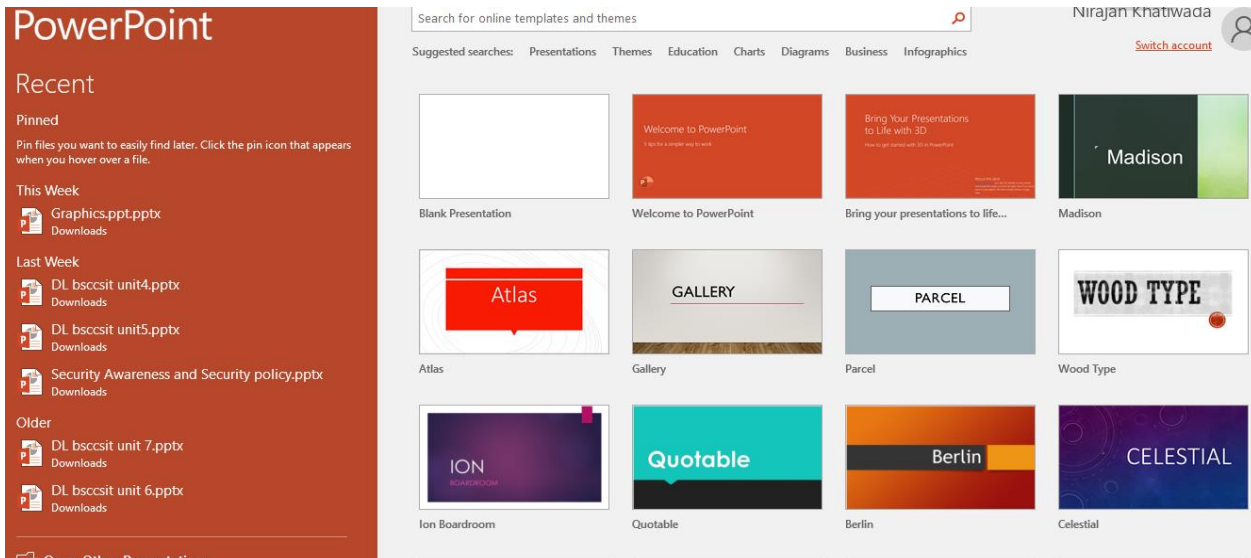 PowerPoint
Recent
Pinned
Pin files you want to easily find later. Click the pin icon that appears
when you hover over a file.
This Week
Graphics.ppt.pptx
Downloads
Last Week
DL bsccsit unit4.pptx
Downloads
DL bsccsit unit5.pptx
Downloads
Security Awareness and Security policy.pptx
Downloads
Older
DL bsccsit unit 7.pptx
Downloads
DL bsccsit unit 6.pptx
Downloads
Search for online templates and themes
Nirajan Khatiwada
Switch account
Suggested searches: Presentations Themes Education Charts Diagrams Business Infographics
Welcome to PowerPoint
5 tips for a simpler way to work
Bring Your Presentations
to Life with 3D
How to get started with 3D in PowerPoint
Madison
Blank Presentation
Welcome to PowerPoint
Bring your presentations to life...
Madison
Atlas
GALLERY
PARCEL
WOOD TYPE
Atlas
Gallery
Parcel
Wood Type
ION
BOARDROOM
Quotable
Berlin
CELESTIAL
Ion Boardroom
Quotable
Berlin
Celestial